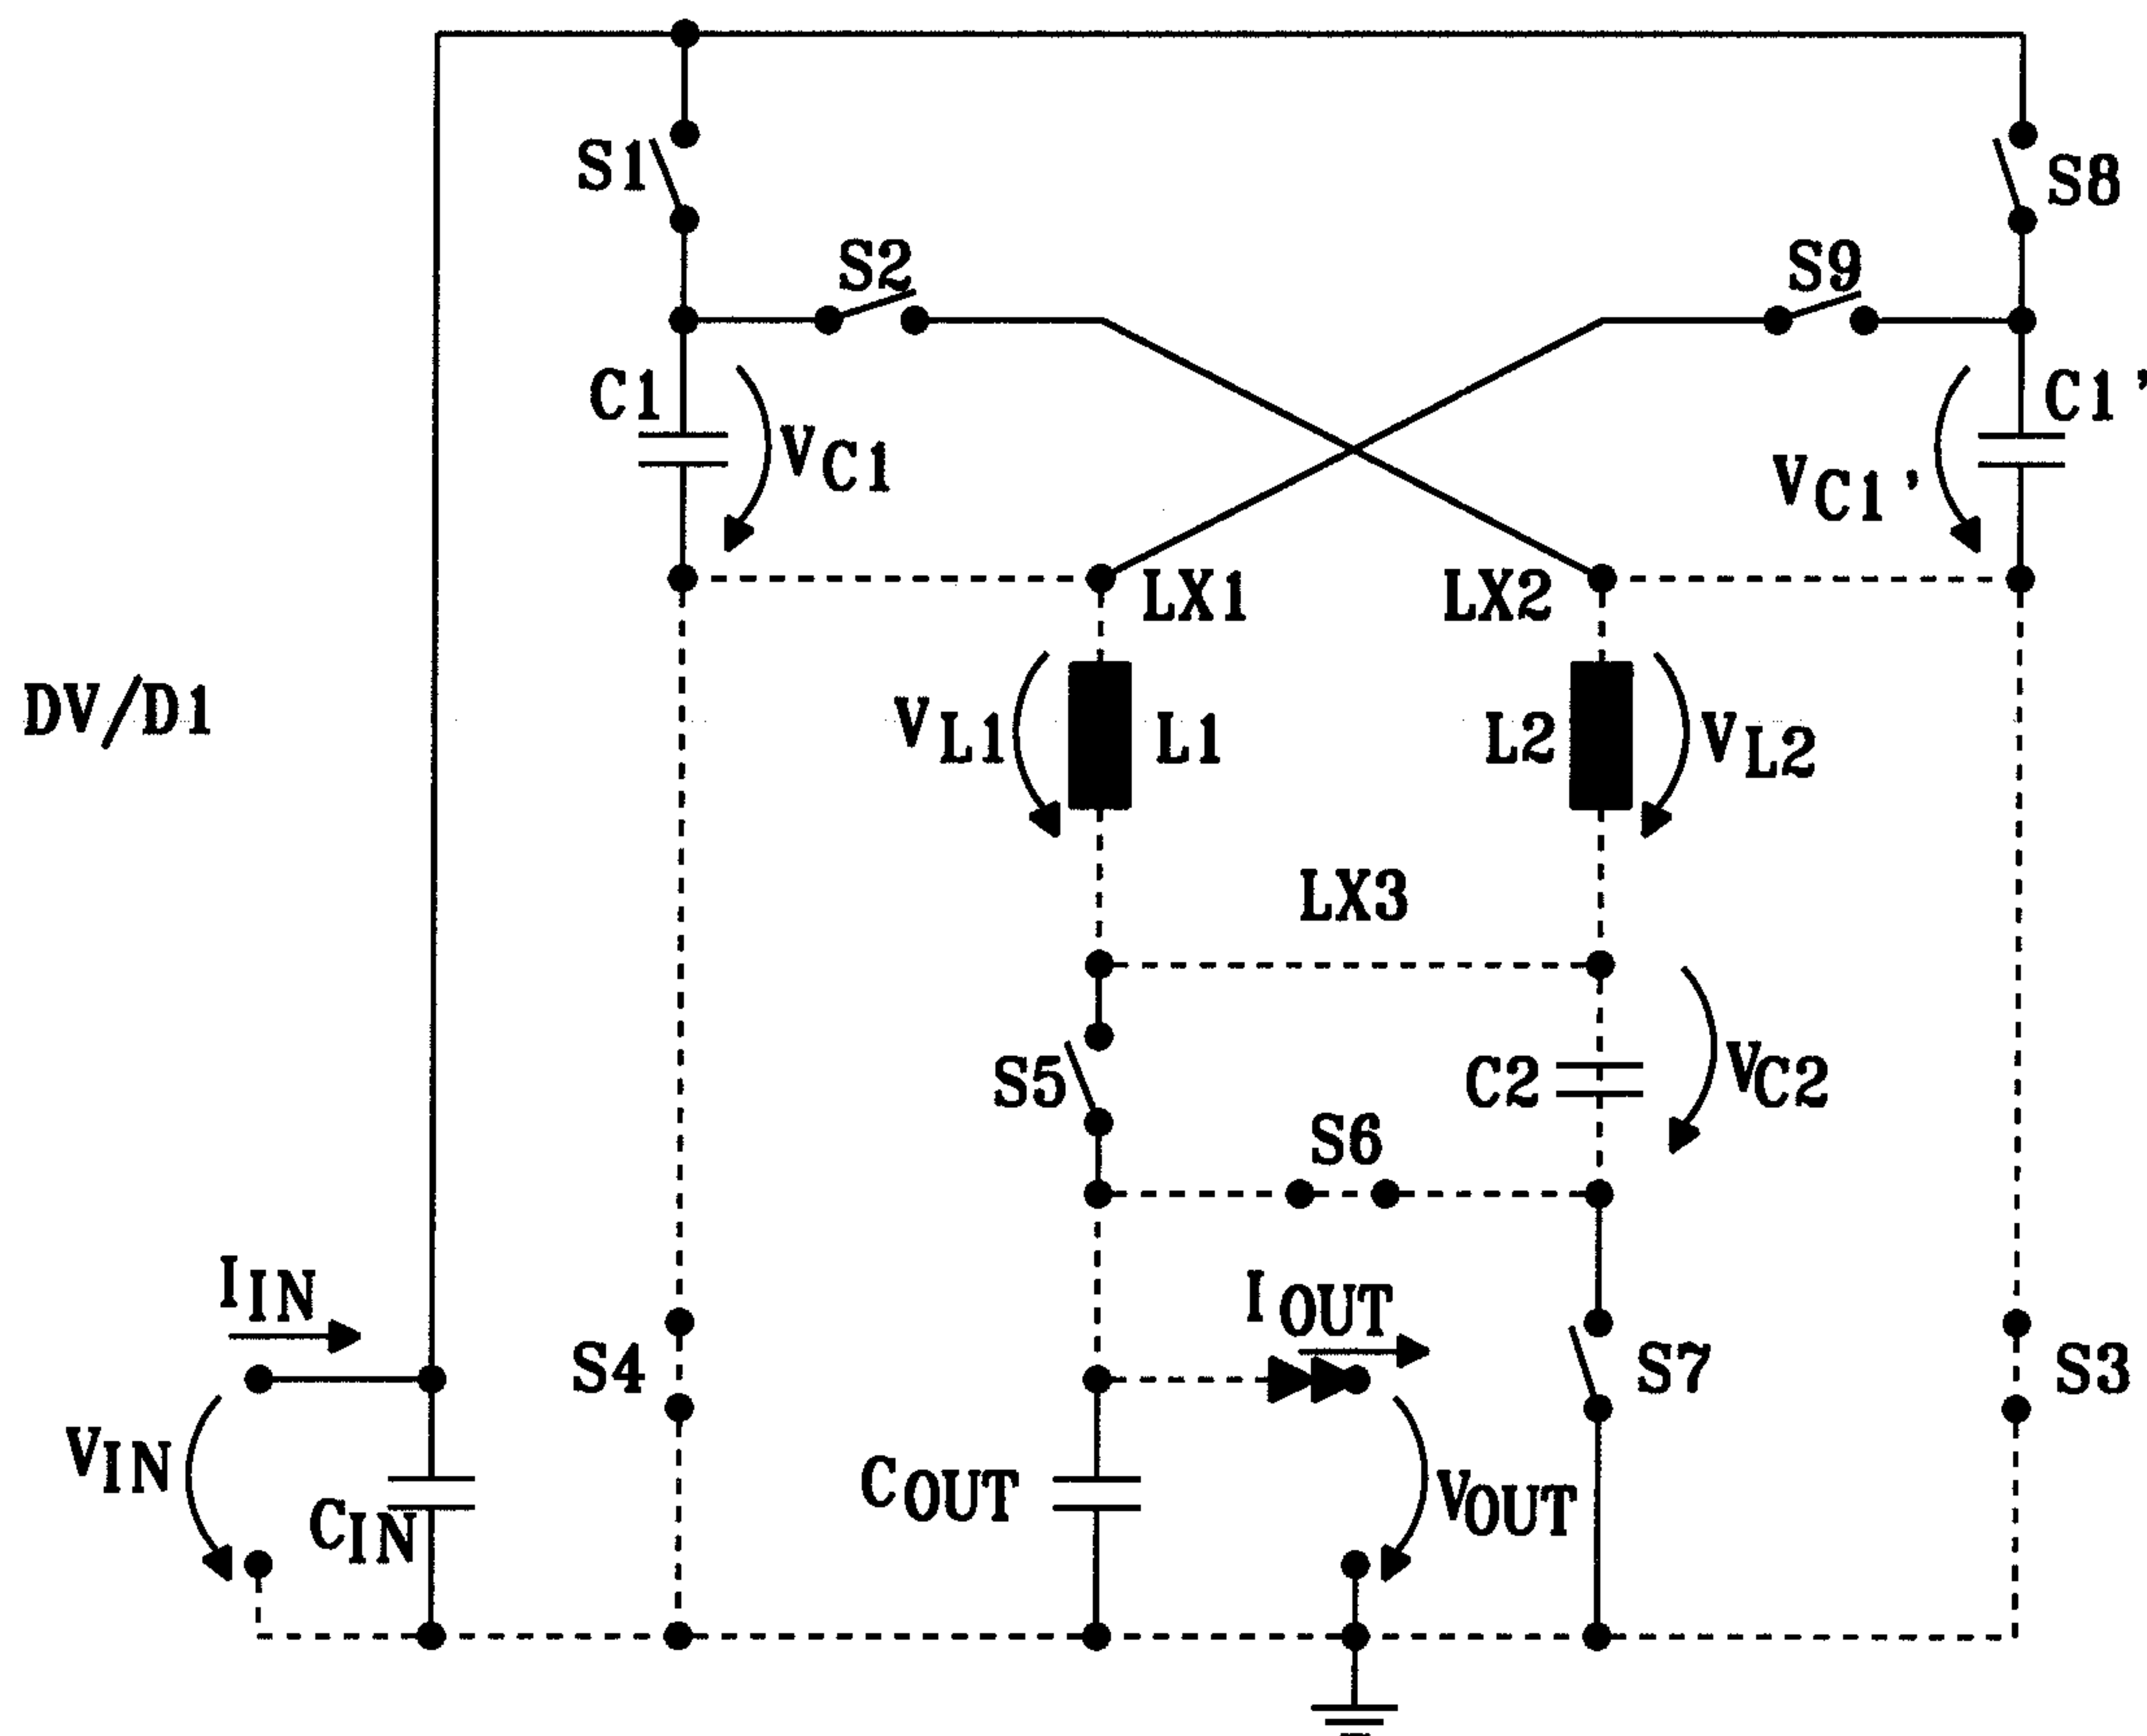 S1
S8
S2
S9
C1
VC1
C1'
VC1'
LX1
LX2
DV/D1
VL1
L1
L2
VL2
LX3
S5
C2
VC2
S6
IIN
IOUT
S4
S7
S3
VIN
CIN
COUT
VOUT